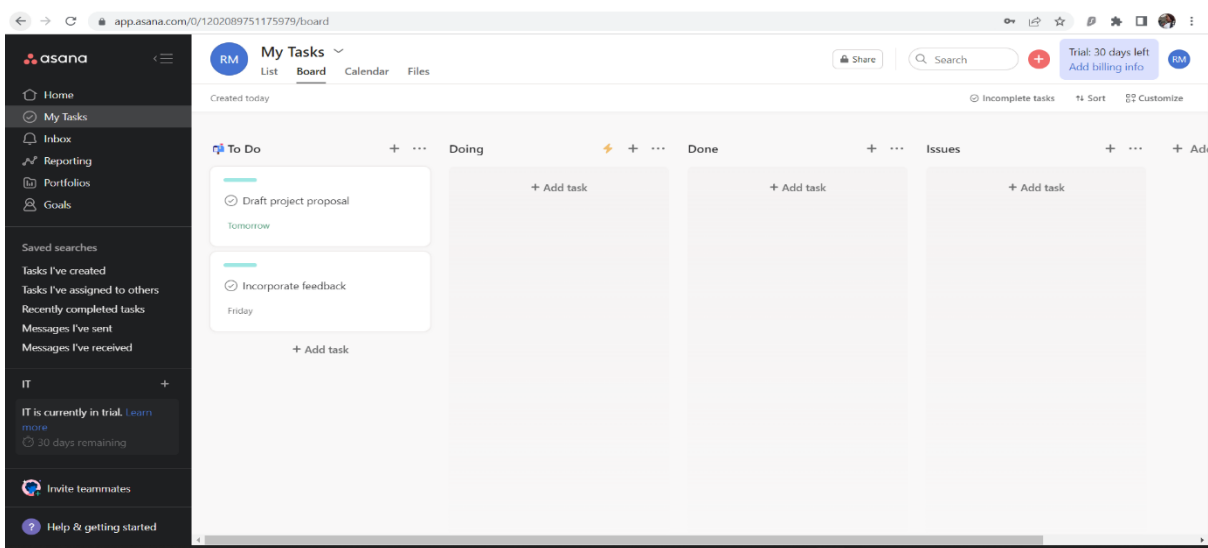 app.asana.com/0/1202089751175979/board
asana
Home
My Tasks
Inbox
Reporting
Portfolios
Goals
Saved searches
Tasks I've created
Tasks I've assigned to others
Recently completed tasks
Messages I've sent
Messages I've received
IT +
IT is currently in trial. Learn
more
30 days remaining
Invite teammates
? Help & getting started
RM
My Tasks
List Board Calendar Files
Share
Search
Trial: 30 days left
Add billing info
RM
Created today
Incomplete tasks
Sort
Customize
To Do + ...
Draft project proposal
Tomorrow
Incorporate feedback
Friday
+ Add task
Doing + ...
+ Add task
Done + ...
+ Add task
Issues + ...
+ Add task
+ Add